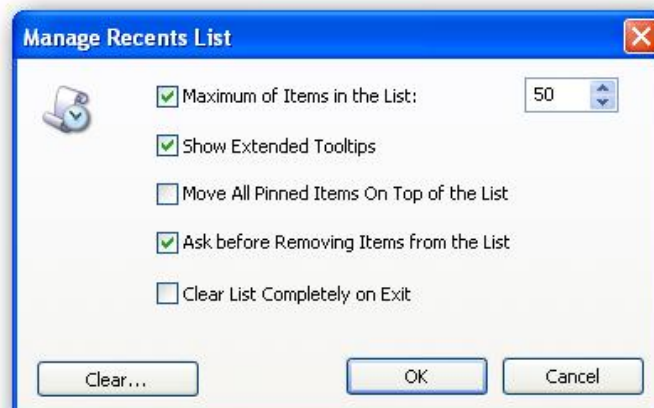 Manage Recents List
Maximum of Items in the List: 50
Show Extended Tooltips
Move All Pinned Items On Top of the List
Ask before Removing Items from the List
Clear List Completely on Exit
Clear... OK Cancel